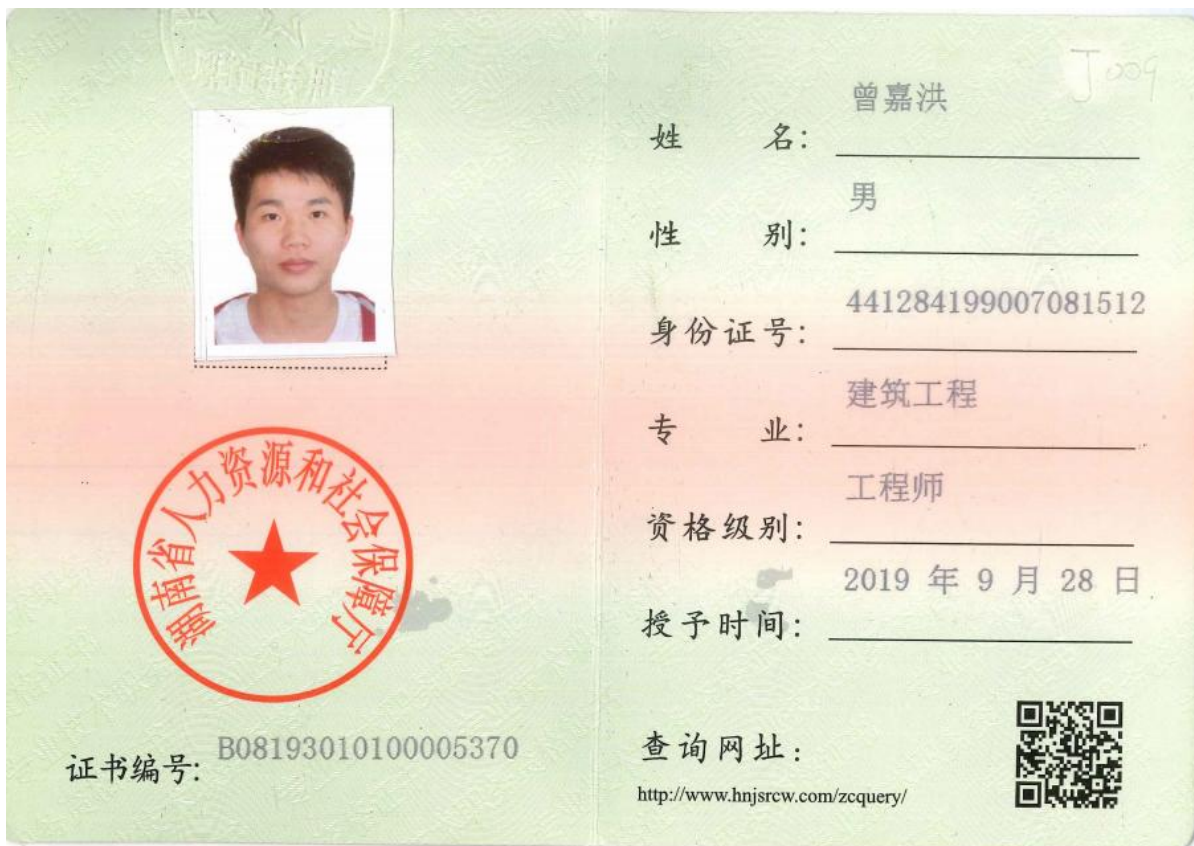 J009
姓 名: 曾嘉洪
性 别: 男
身份证号: 441284199007081512
专 业: 建筑工程
资格级别: 工程师
授予时间: 2019 年 9 月 28 日
湖南省人力资源和社会保障厅
证书编号: B08193010100005370
查询网址:
http://www.hnjsrcw.com/zcquery/